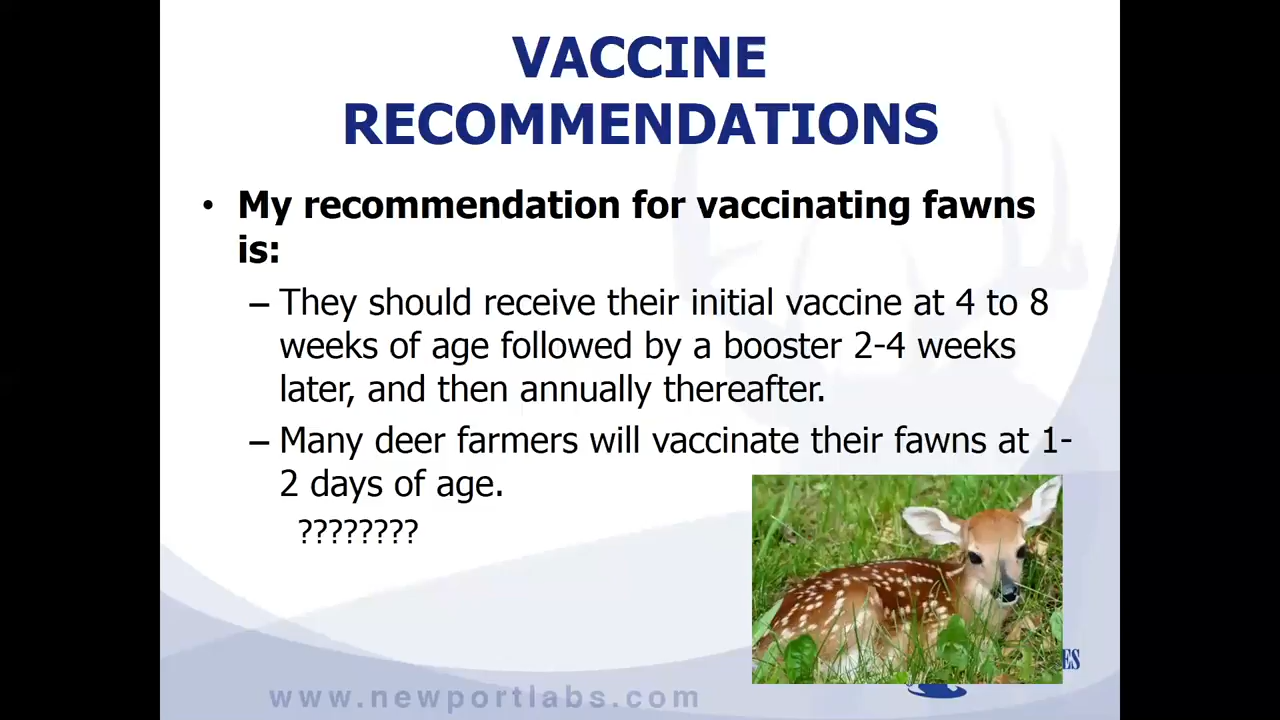 VACCINE
RECOMMENDATIONS
• My recommendation for vaccinating fawns
is:
– They should receive their initial vaccine at 4 to 8
weeks of age followed by a booster 2-4 weeks
later, and then annually thereafter.
– Many deer farmers will vaccinate their fawns at 1-
2 days of age.
????????
www.newportlabs.com